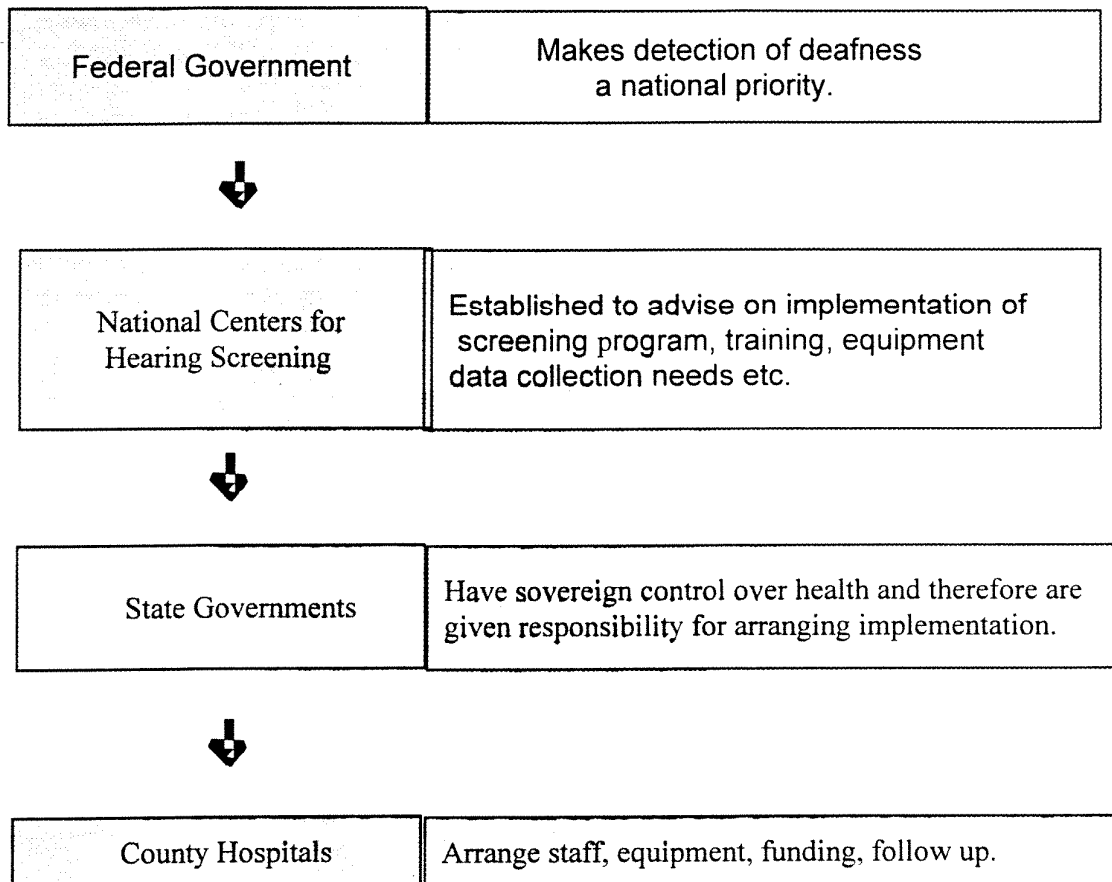 Federal Government
Makes detection of deafness
a national priority.
National Centers for
Hearing Screening
Established to advise on implementation of
screening program, training, equipment
data collection needs etc.
State Governments
Have sovereign control over health and therefore are
given responsibility for arranging implementation.
County Hospitals
Arrange staff, equipment, funding, follow up.